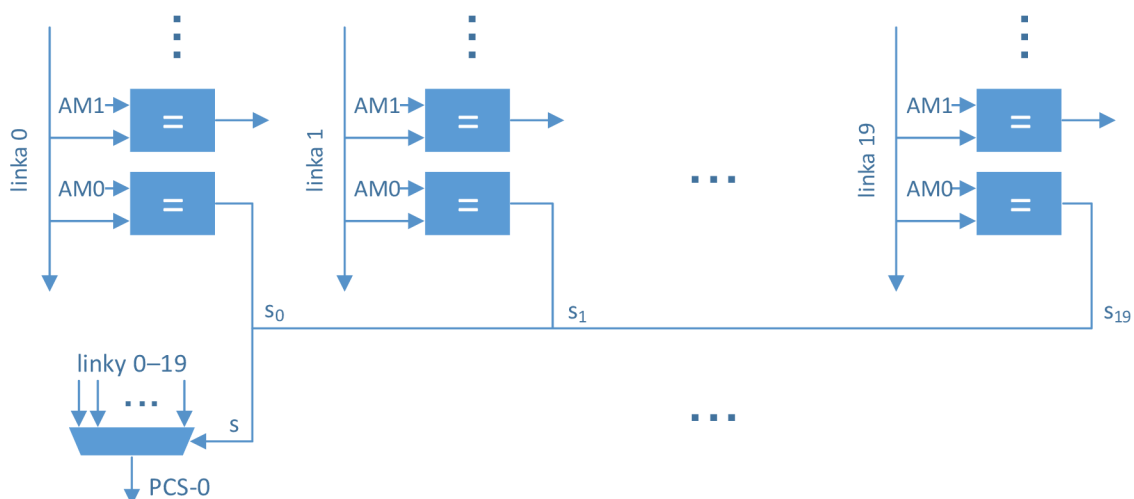 linka 0
AM1
=
AM0
=
linka 1
AM1
=
AM0
=
...
linka 19
AM1
=
AM0
=
s₀
s₁
s₁₉
linky 0–19
...
s
PCS-0
...